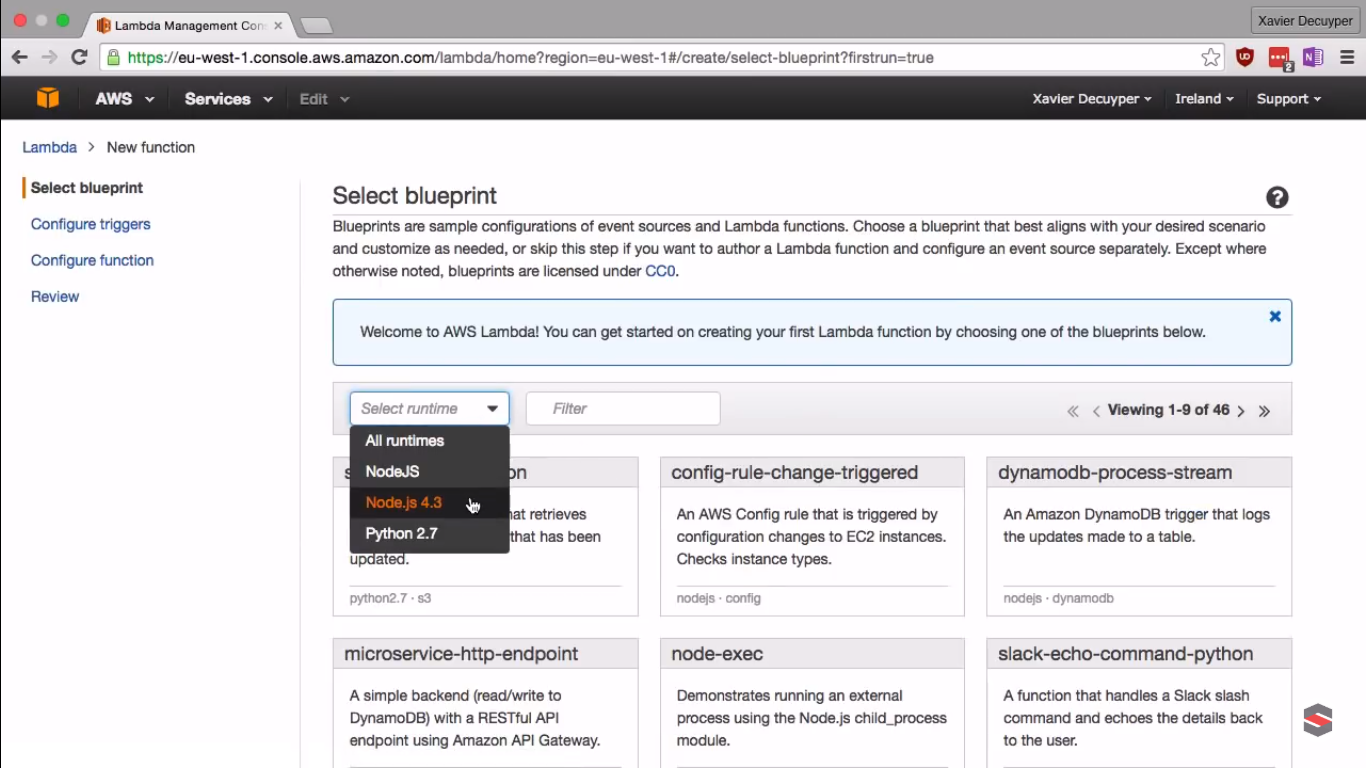 Lambda Management Con
Xavier Decuyper
https://eu-west-1.console.aws.amazon.com/lambda/home?region=eu-west-1#/create/select-blueprint?firstrun=true
2
AWS Services Edit Xavier Decuyper Ireland Support
Lambda > New function
Select blueprint
Configure triggers
Configure function
Review
Select blueprint
?
Blueprints are sample configurations of event sources and Lambda functions. Choose a blueprint that best aligns with your desired scenario
and customize as needed, or skip this step if you want to author a Lambda function and configure an event source separately. Except where
otherwise noted, blueprints are licensed under CC0.
Welcome to AWS Lambda! You can get started on creating your first Lambda function by choosing one of the blueprints below.
Select runtime
Filter
« < Viewing 1-9 of 46 > »
All runtimes
NodeJS
Node.js 4.3
Python 2.7
on
hat retrieves
that has been
updated.
python2.7 · s3
config-rule-change-triggered
An AWS Config rule that is triggered by
configuration changes to EC2 instances.
Checks instance types.
nodejs · config
dynamodb-process-stream
An Amazon DynamoDB trigger that logs
the updates made to a table.
nodejs · dynamodb
microservice-http-endpoint
A simple backend (read/write to
DynamoDB) with a RESTful API
endpoint using Amazon API Gateway.
node-exec
Demonstrates running an external
process using the Node.js child_process
module.
slack-echo-command-python
A function that handles a Slack slash
command and echoes the details back
to the user.